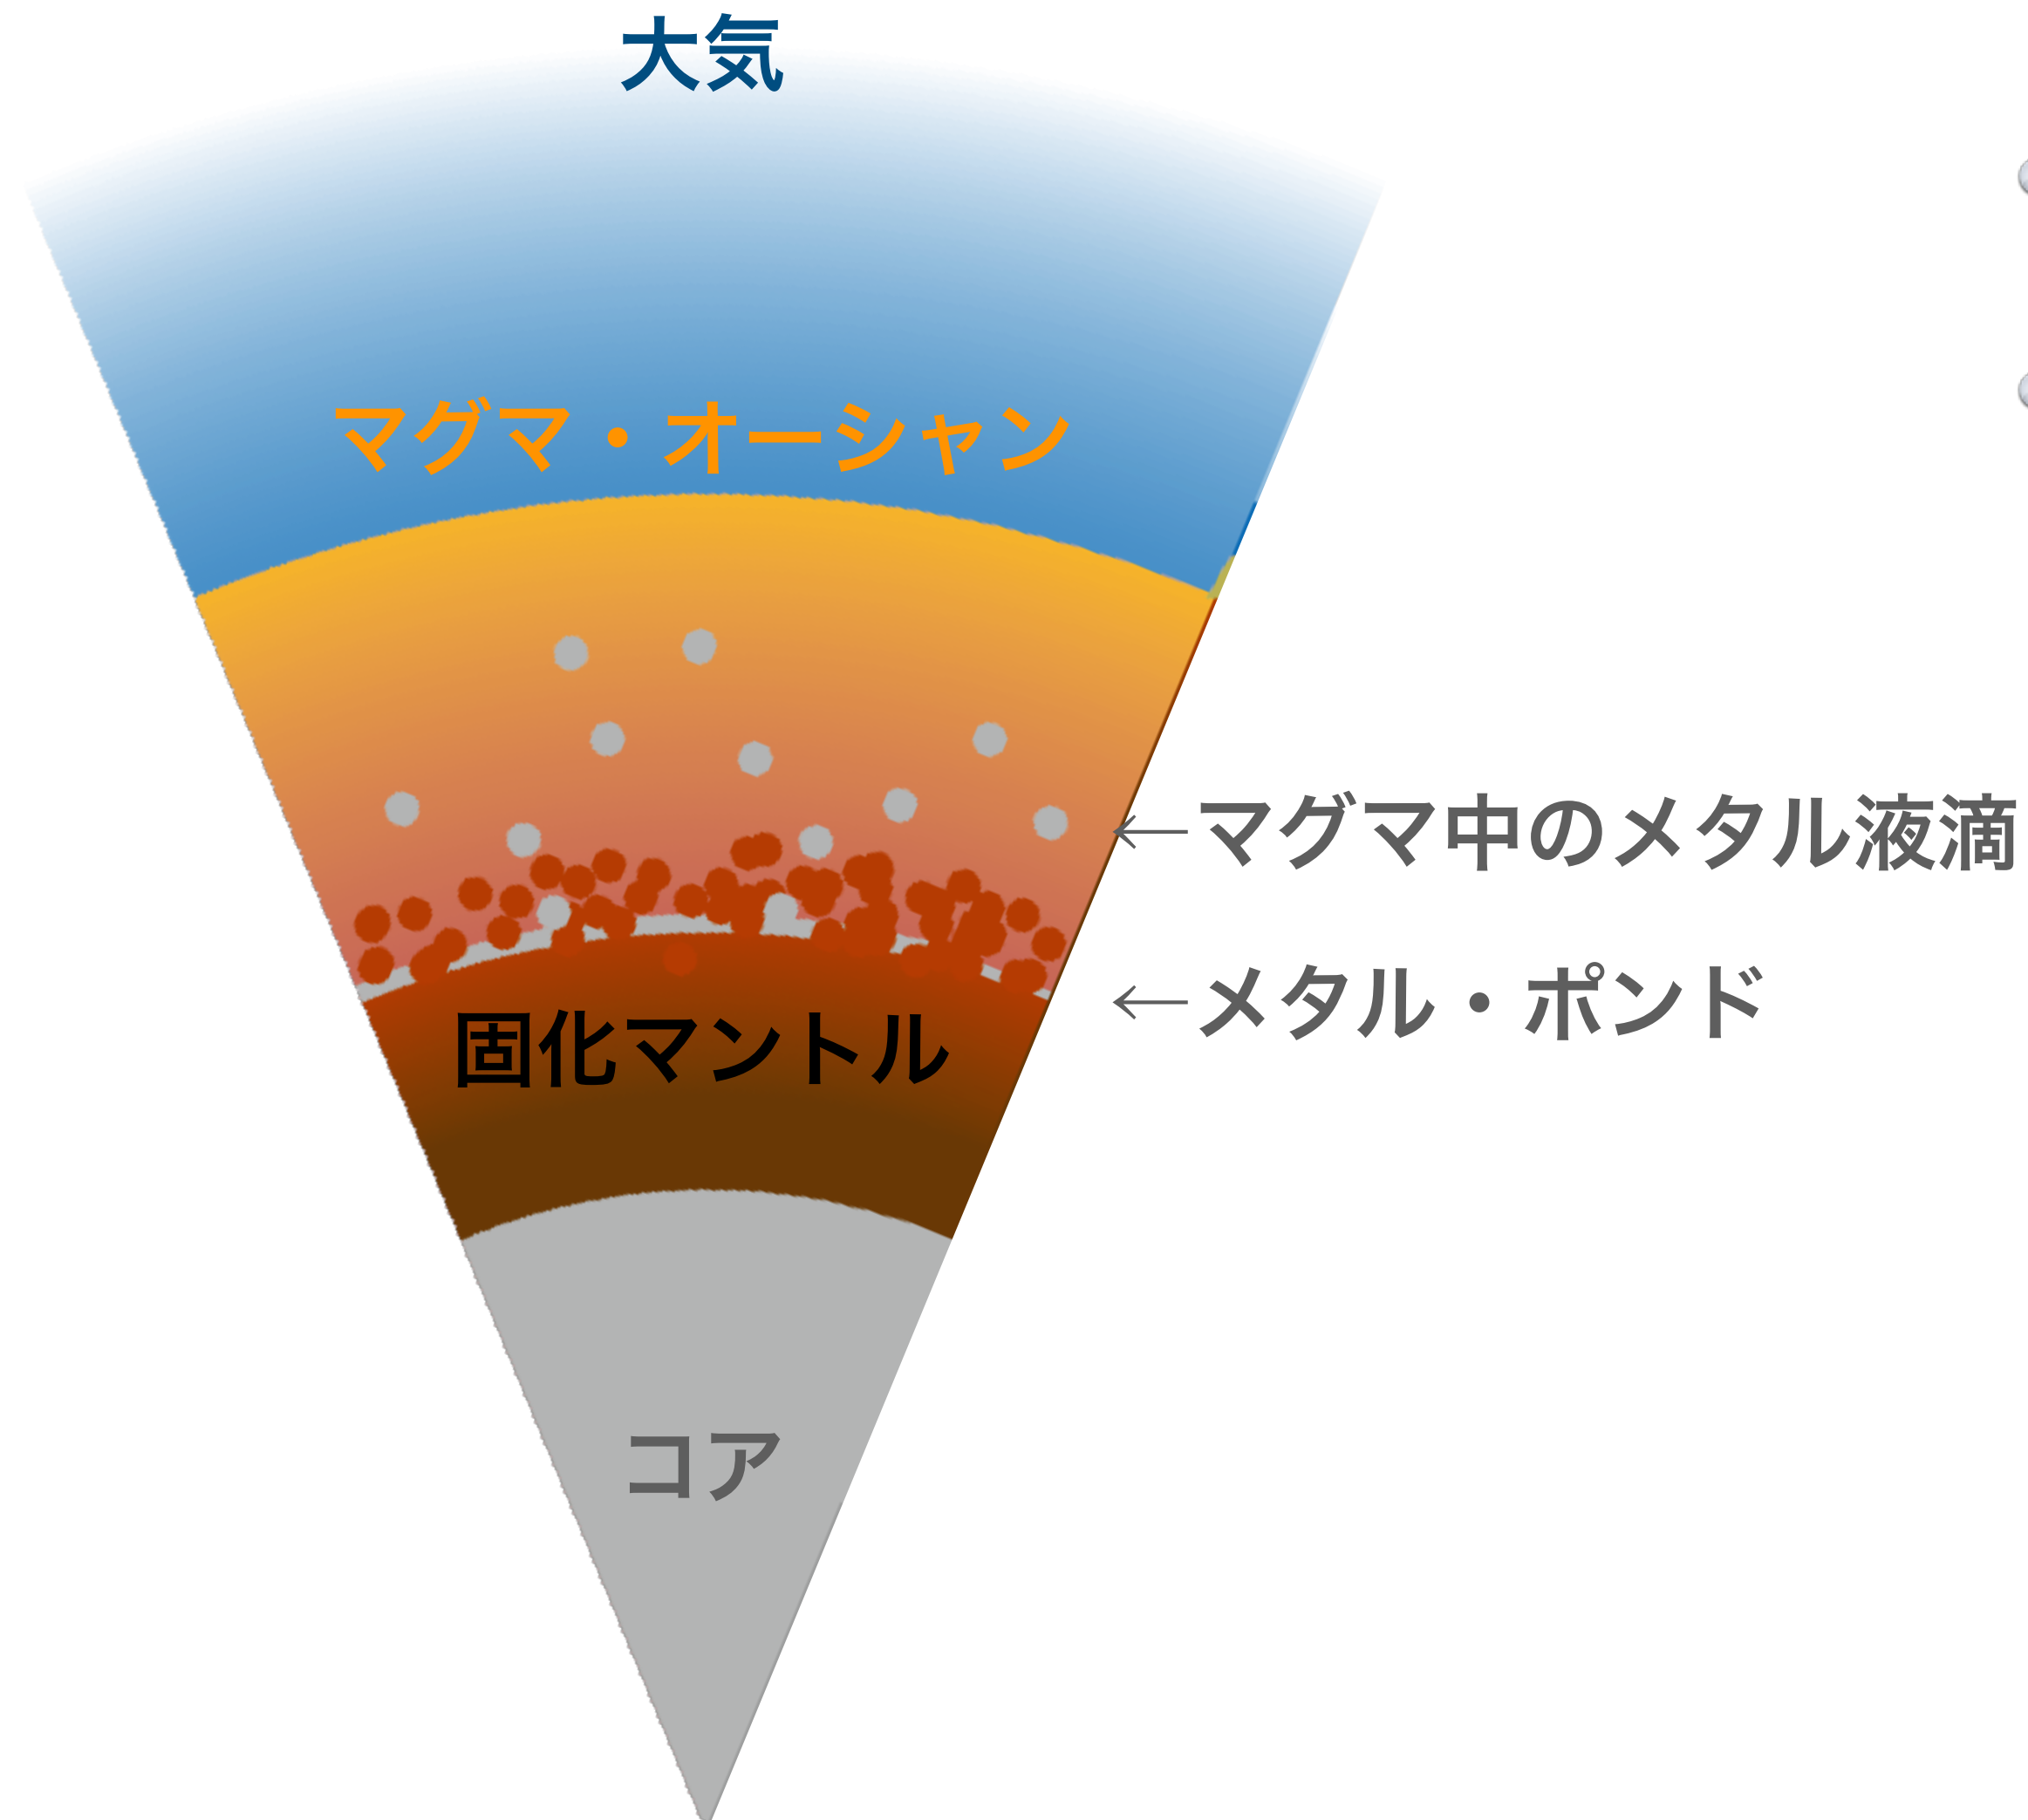 大気
マグマ・オーシャン
←マグマ中のメタル液滴
←メタル・ポンド
固化マントル
コア